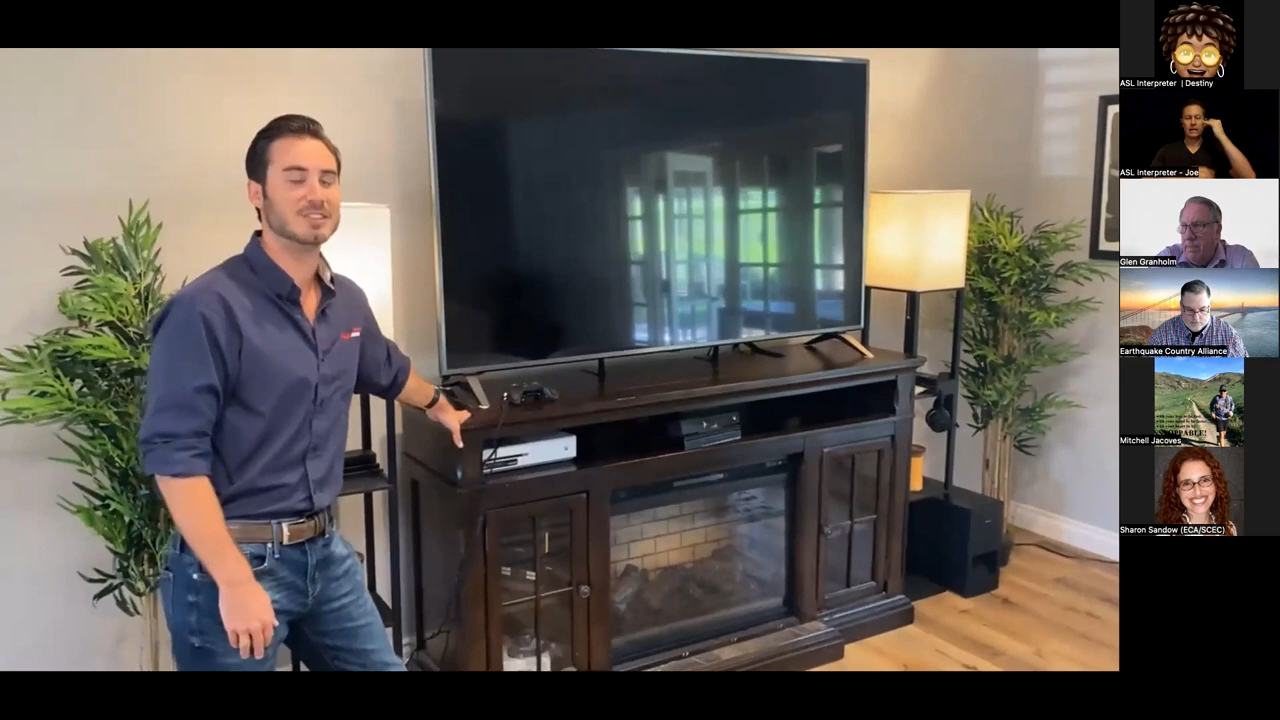 ASL Interpreter | Destiny
ASL Interpreter - Joe
Glen Granholm
Earthquake Country Alliance
Mitchell Jacoves
Sharon Sandow (ECA/SCEC)